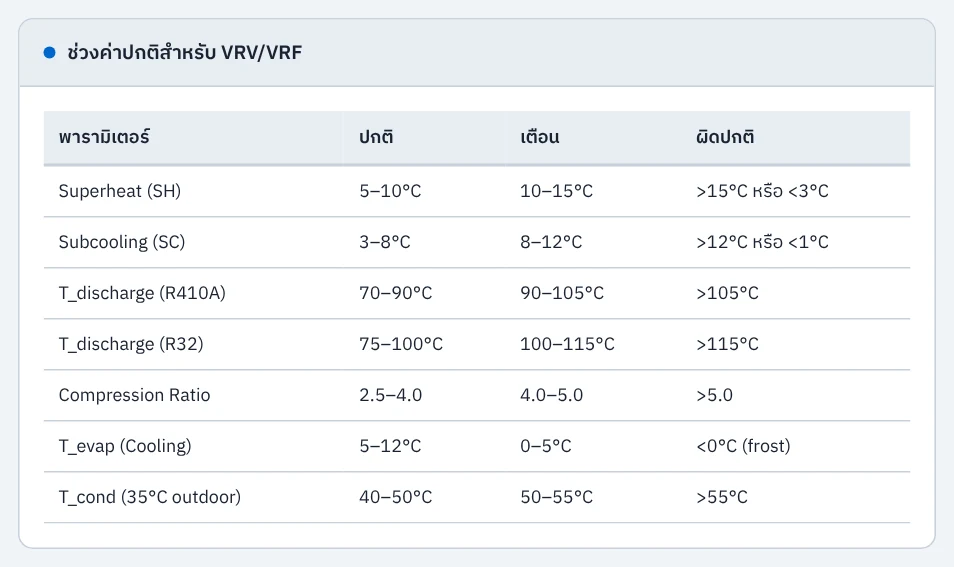 ช่วงค่าปกติสำหรับ VRV/VRF
พารามิเตอร์ ปกติ เตือน ผิดปกติ
Superheat (SH) 5–10°C 10–15°C >15°C หรือ <3°C
Subcooling (SC) 3–8°C 8–12°C >12°C หรือ <1°C
T_discharge (R410A) 70–90°C 90–105°C >105°C
T_discharge (R32) 75–100°C 100–115°C >115°C
Compression Ratio 2.5–4.0 4.0–5.0 >5.0
T_evap (Cooling) 5–12°C 0–5°C <0°C (frost)
T_cond (35°C outdoor) 40–50°C 50–55°C >55°C